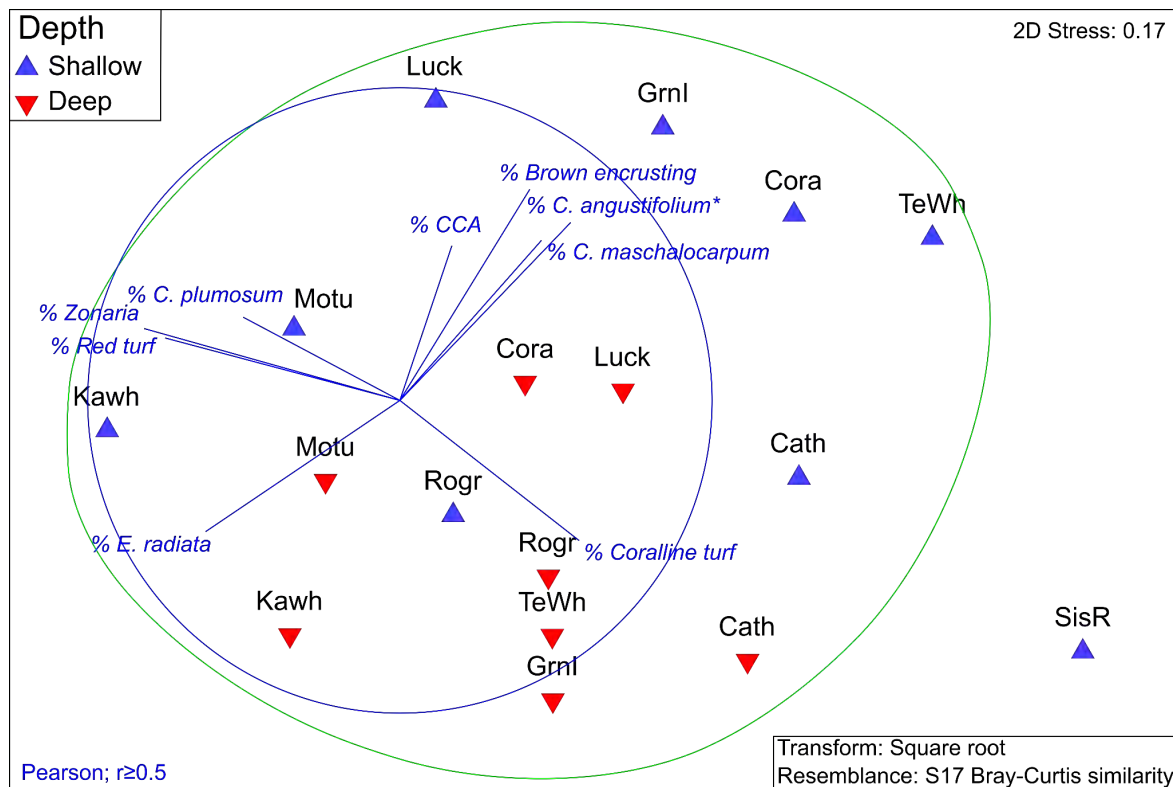 Depth
Shallow
Deep
2D Stress: 0.17
Luck
Grnl
% Brown encrusting
Cora
% C. angustifolium*
TeWh
% CCA
% C. maschalocarpum
% C. plumosum
Motu
% Zonaria
% Red turf
Cora
Luck
Kawh
Motu
Cath
Rogr
% E. radiata
Rogr
% Coralline turf
Kawh
TeWh
Cath
SisR
Grnl
Pearson; r≥0.5
Transform: Square root
Resemblance: S17 Bray-Curtis similarity